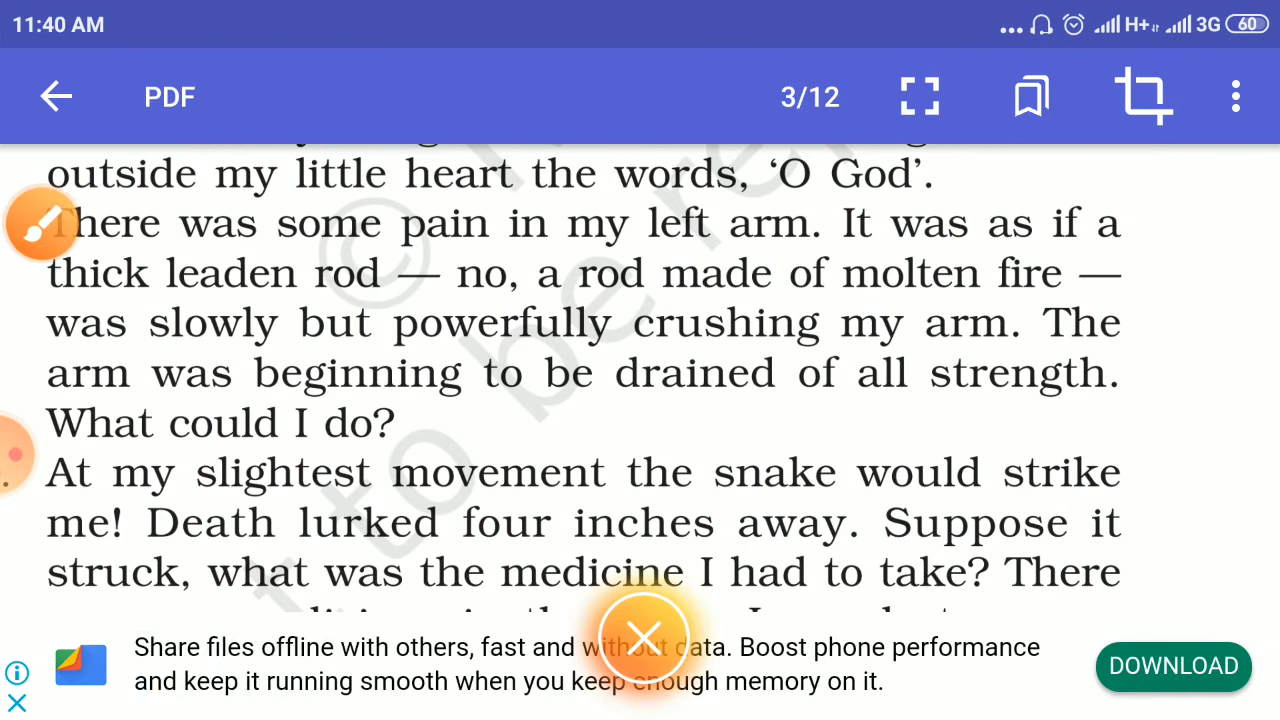 11:40 AM
H+ 3G 60
PDF 3/12
outside my little heart the words, ‘O God’.
There was some pain in my left arm. It was as if a
thick leaden rod — no, a rod made of molten fire —
was slowly but powerfully crushing my arm. The
arm was beginning to be drained of all strength.
What could I do?
At my slightest movement the snake would strike
me! Death lurked four inches away. Suppose it
struck, what was the medicine I had to take? There
Share files offline with others, fast and without data. Boost phone performance
and keep it running smooth when you keep enough memory on it.
DOWNLOAD